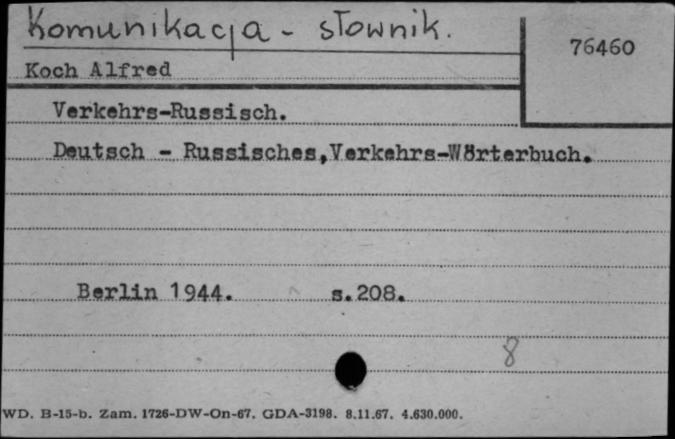 Komunikacja - słownik.
76460
Koch Alfred
Verkehrs-Russisch.
Deutsch - Russisches,Verkehrs-Wörterbuch.
Berlin 1944. s.208.
8
WD. B-15-b. Zam. 1726-DW-On-67. GDA-3198. 8.11.67. 4.630.000.